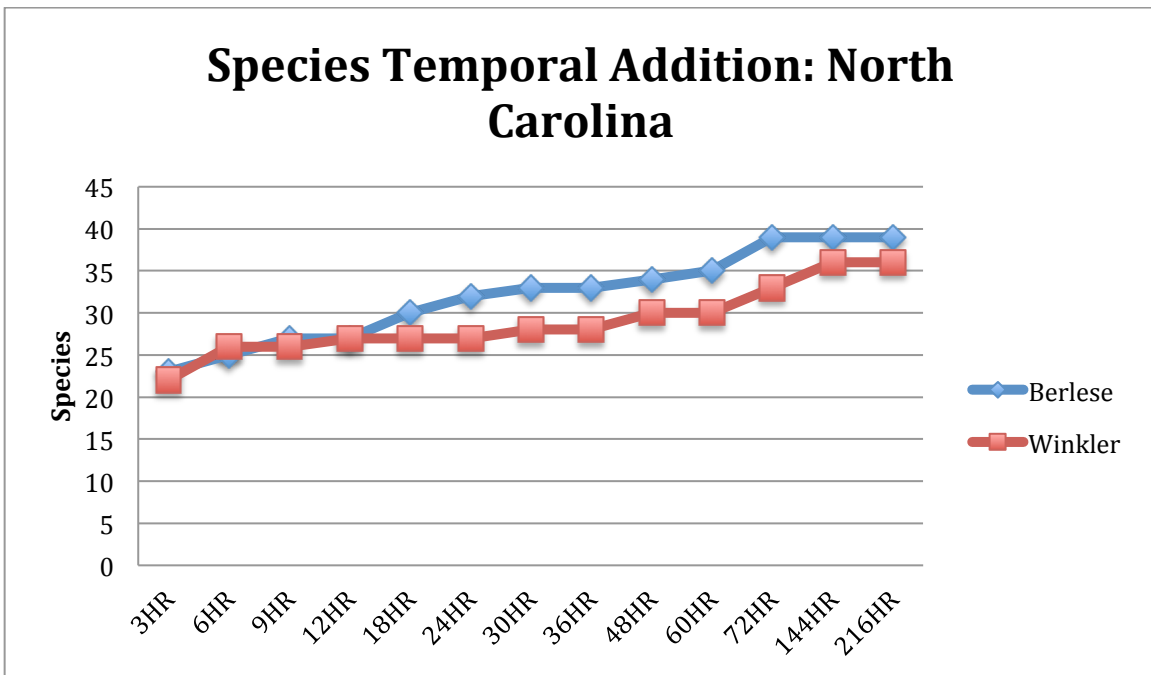 Species Temporal Addition: North
Carolina
45
40
35
30
25
20
15
10
5
0
Species
3HR
6HR
9HR
12HR
18HR
24HR
30HR
36HR
48HR
60HR
72HR
144HR
216HR
Berlese
Winkler